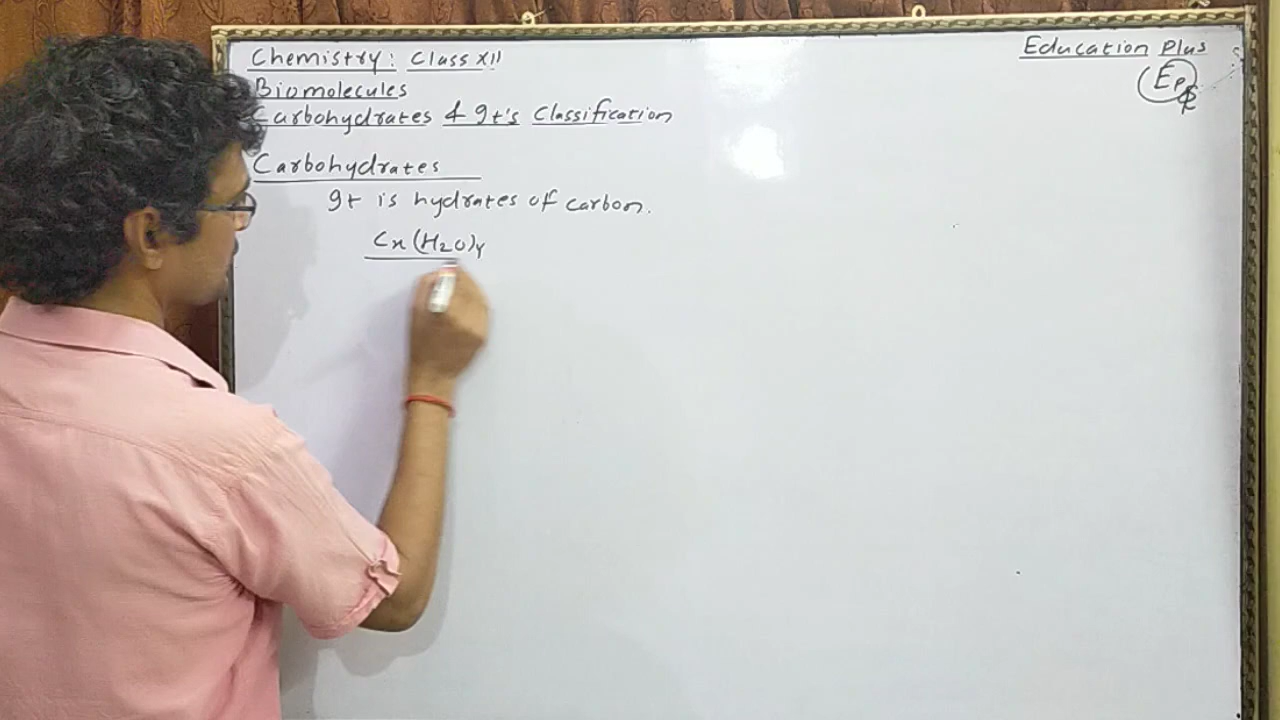 Chemistry: Class XII
Biomolecules
Carbohydrates & It's Classification
Education Plus
EP
Carbohydrates
It is hydrates of carbon.
Cx(H2O)y